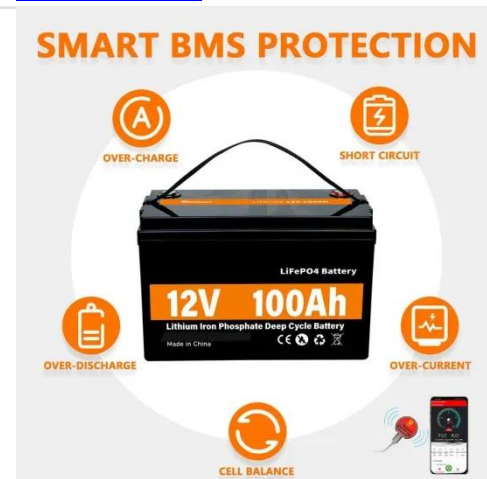 SMART BMS PROTECTION
OVER-CHARGE
SHORT CIRCUIT
LiFePO4 Battery
12V 100Ah
Lithium Iron Phosphate Deep Cycle Battery
Made in China
CE
OVER-DISCHARGE
OVER-CURRENT
CELL BALANCE